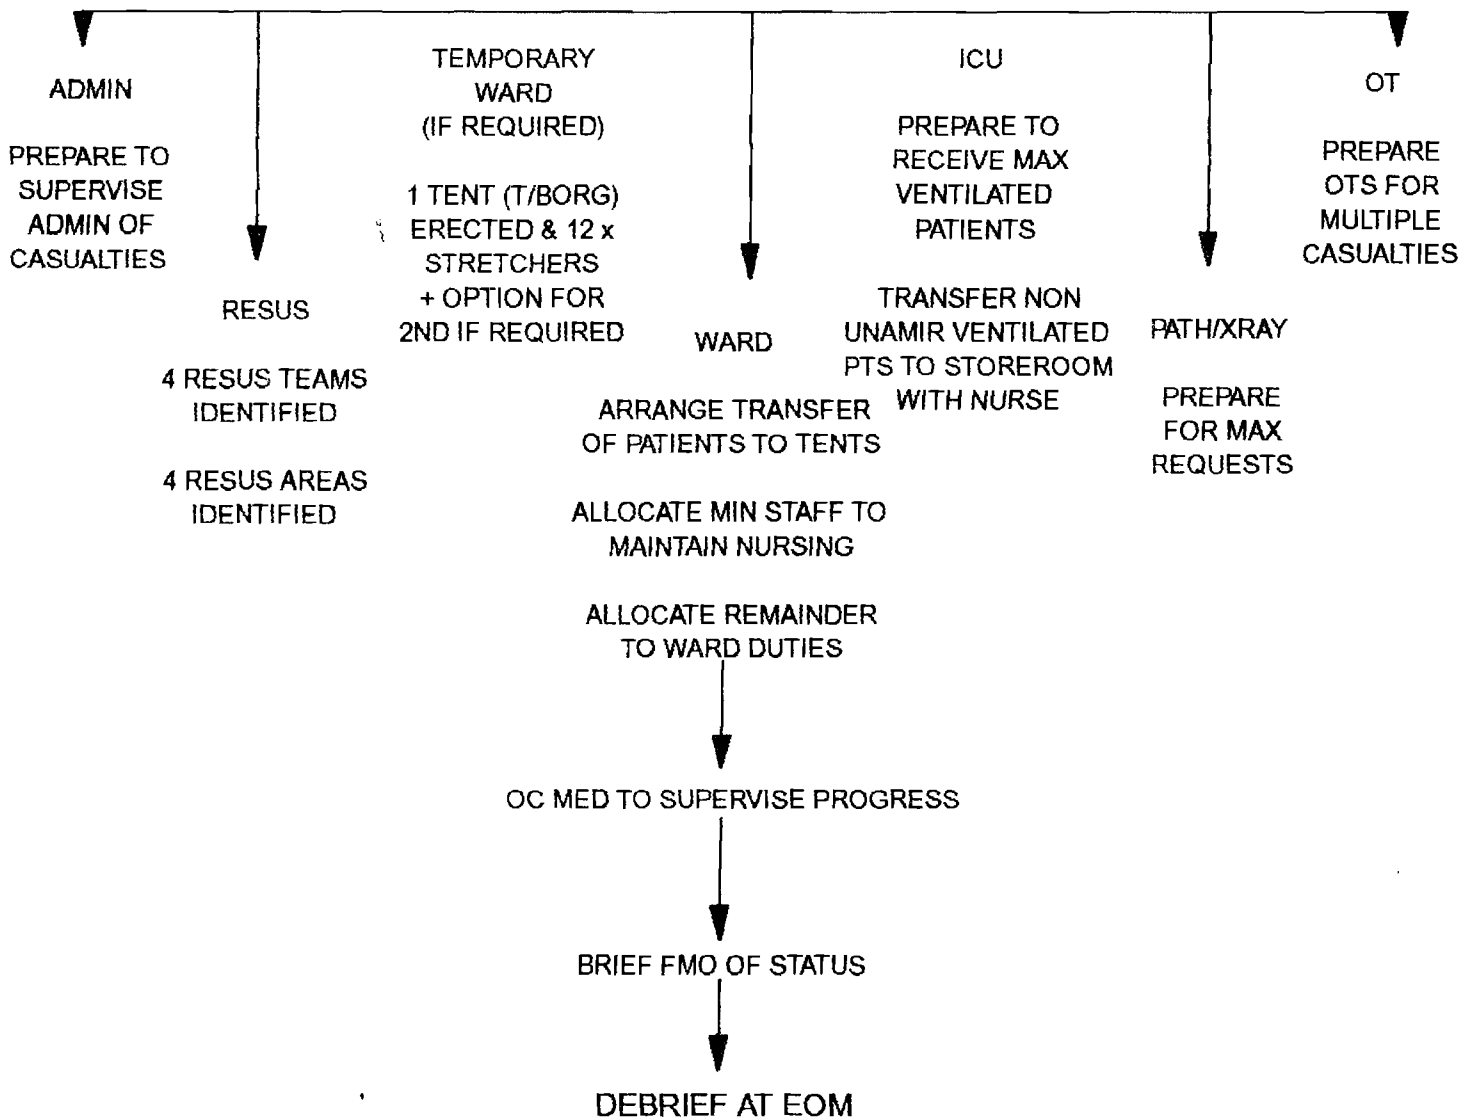 ADMIN
PREPARE TO
SUPERVISE
ADMIN OF
CASUALTIES
RESUS
4 RESUS TEAMS
IDENTIFIED
4 RESUS AREAS
IDENTIFIED
TEMPORARY
WARD
(IF REQUIRED)
1 TENT (T/BORG)
ERECTED & 12 x
STRETCHERS
+ OPTION FOR
2ND IF REQUIRED
WARD
ARRANGE TRANSFER
OF PATIENTS TO TENTS
ALLOCATE MIN STAFF TO
MAINTAIN NURSING
ALLOCATE REMAINDER
TO WARD DUTIES
ICU
PREPARE TO
RECEIVE MAX
VENTILATED
PATIENTS
TRANSFER NON
UNAMIR VENTILATED
PTS TO STOREROOM
WITH NURSE
PATH/XRAY
PREPARE
FOR MAX
REQUESTS
OT
PREPARE
OTS FOR
MULTIPLE
CASUALTIES
OC MED TO SUPERVISE PROGRESS
BRIEF FMO OF STATUS
DEBRIEF AT EOM